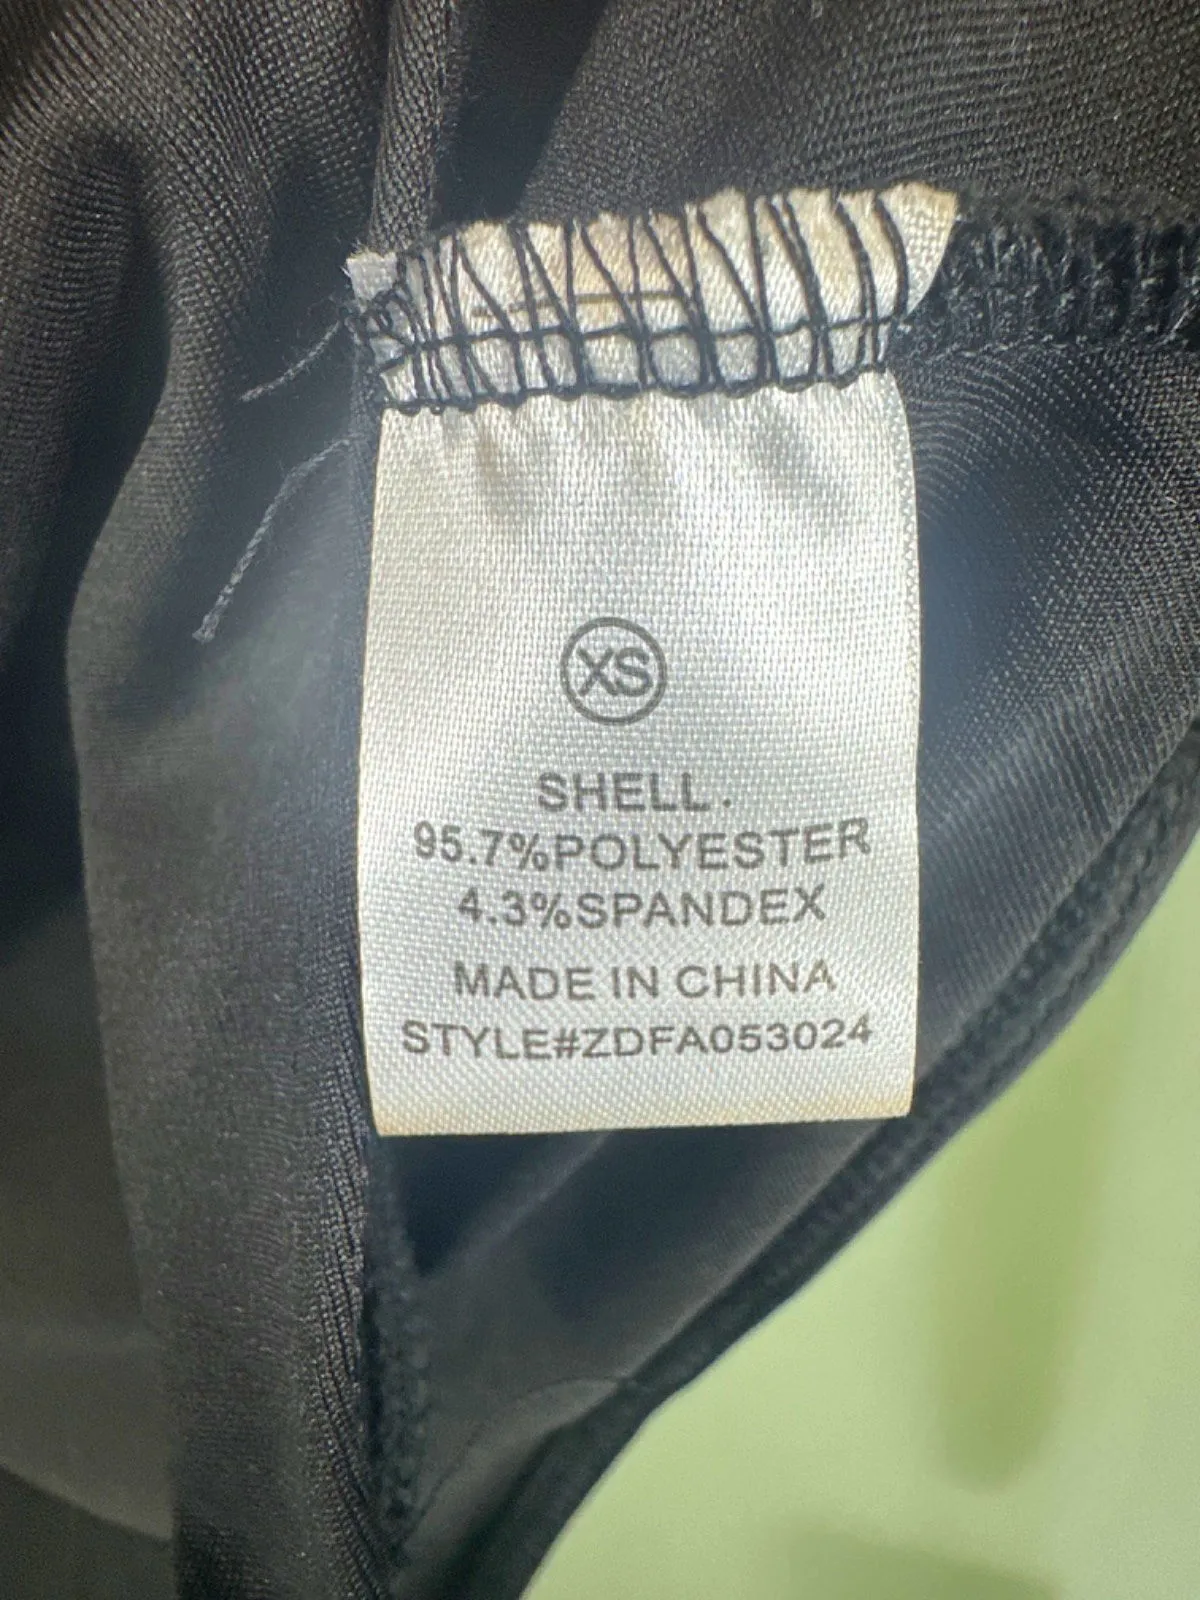 XS
SHELL.
95.7%POLYESTER
4.3%SPANDEX
MADE IN CHINA
STYLE#ZDFA053024